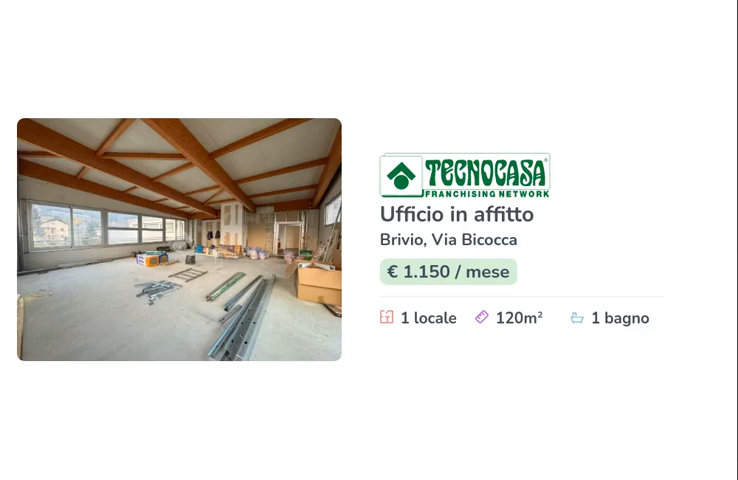 TECNOCASA
FRANCHISING NETWORK
Ufficio in affitto
Brivio, Via Bicocca
€ 1.150 / mese
1 locale 120m² 1 bagno